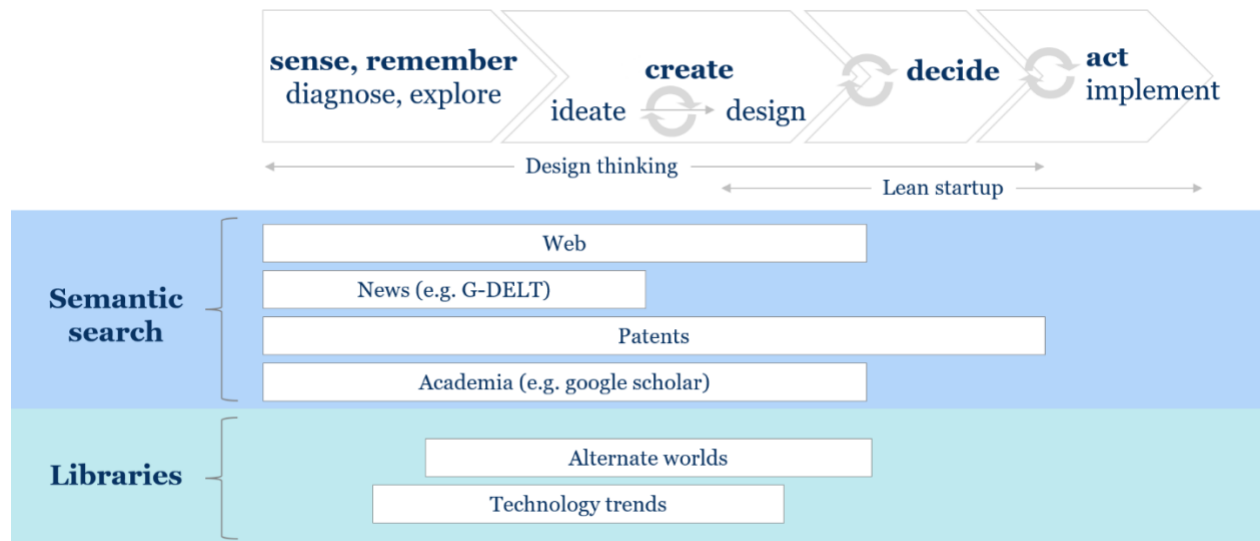 sense, remember
diagnose, explore
create
ideate design
decide
act
implement
Design thinking
Lean startup
Semantic
search
Web
News (e.g. G-DELT)
Patents
Academia (e.g. google scholar)
Libraries
Alternate worlds
Technology trends